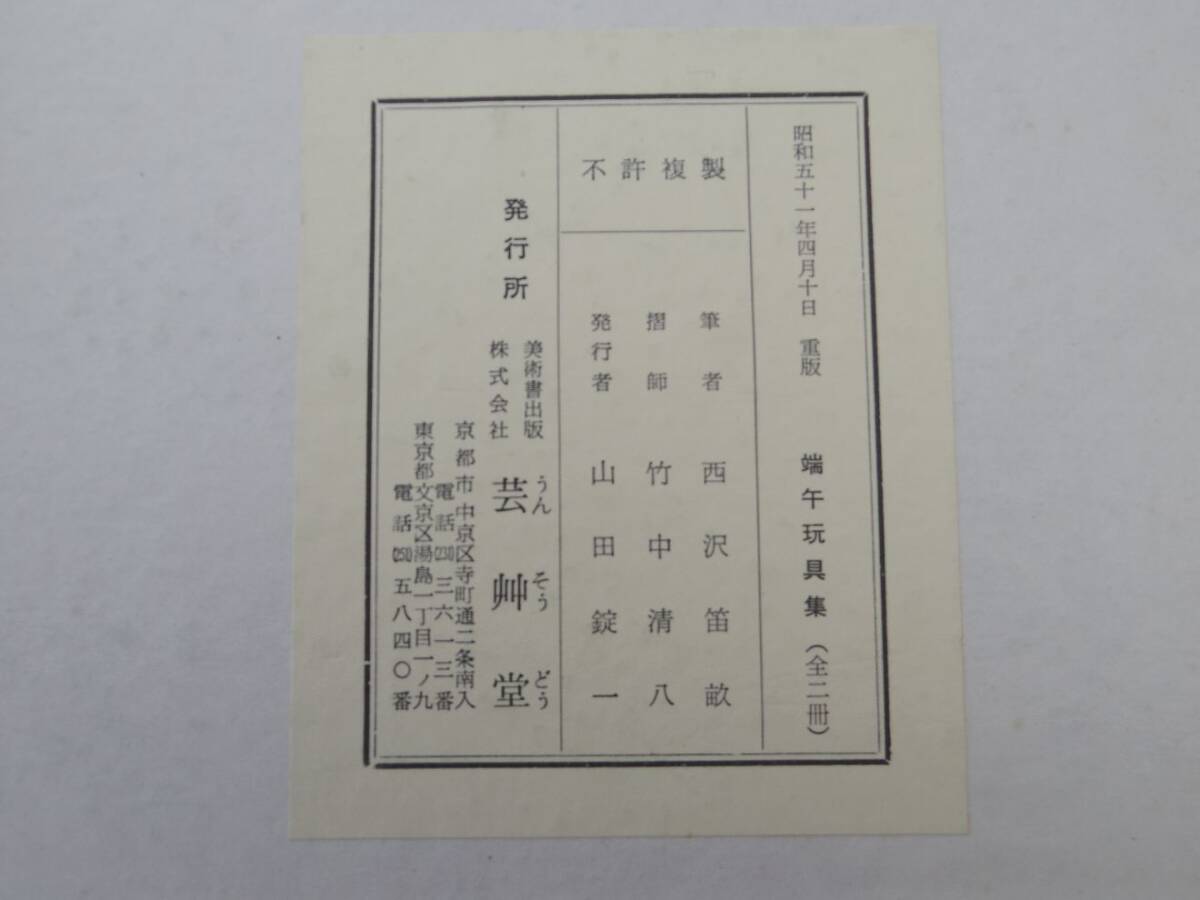 昭和五十一年四月十日　重版　端午玩具集（全二冊）
不許複製
筆者　西沢笛畝
摺師　竹中清八
発行者　山田錠一
発行所
美術書出版
株式会社
芸艸堂
うんそうどう
京都市中京区寺町通二条南入
電話(231)三六一三番
東京都文京区湯島一丁目一ノ九
電話(251)五八四〇番